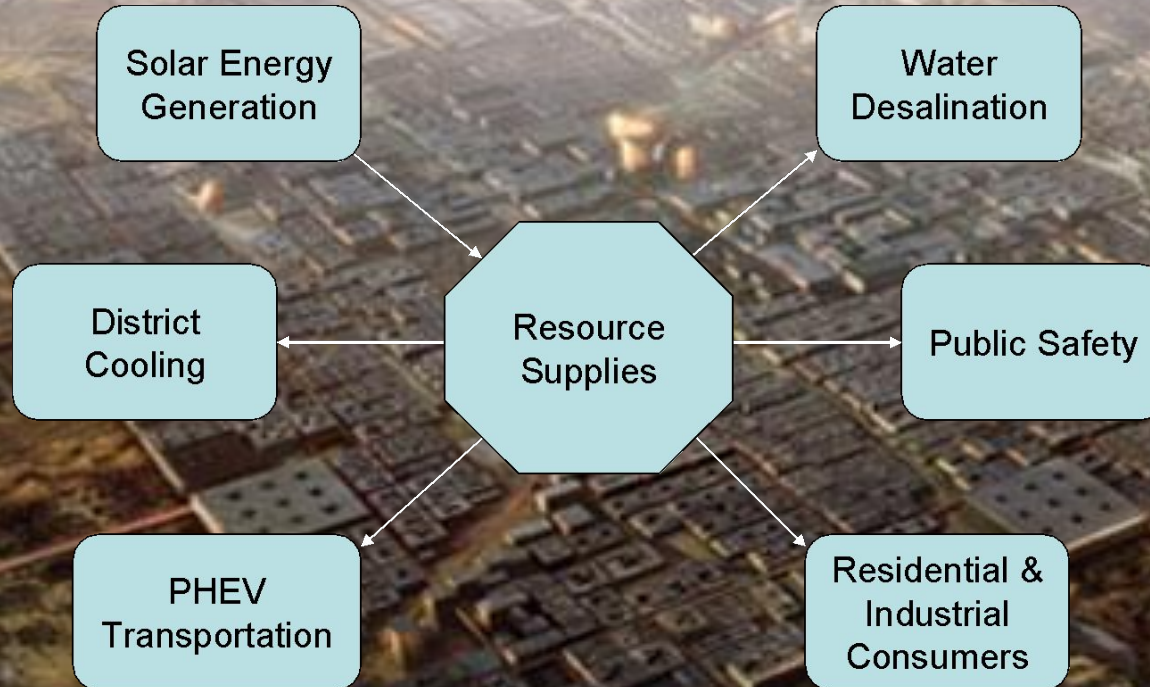 Solar Energy
Generation
Water
Desalination
District
Cooling
Resource
Supplies
Public Safety
PHEV
Transportation
Residential &
Industrial
Consumers